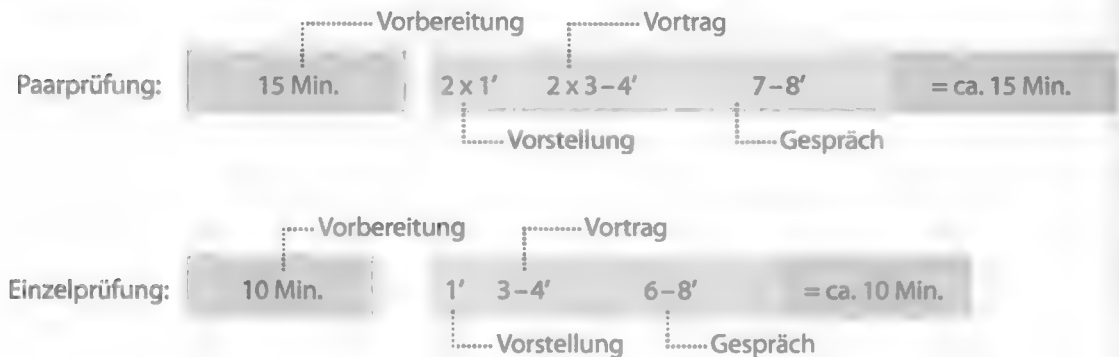 Vorbereitung Vortrag
Paarprüfung: 15 Min. 2 x 1' 2 x 3–4' 7–8' = ca. 15 Min.
Vorstellung Gespräch
Vorbereitung Vortrag
Einzelprüfung: 10 Min. 1' 3–4' 6–8' = ca. 10 Min.
Vorstellung Gespräch